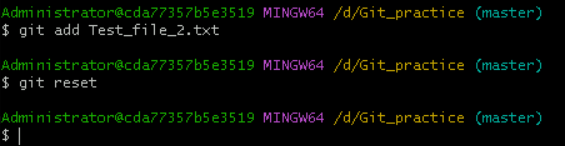 Administrator@cda77357b5e3519 MINGW64 /d/Git_practice (master)
$ git add Test_file_2.txt
Administrator@cda77357b5e3519 MINGW64 /d/Git_practice (master)
$ git reset
Administrator@cda77357b5e3519 MINGW64 /d/Git_practice (master)
$